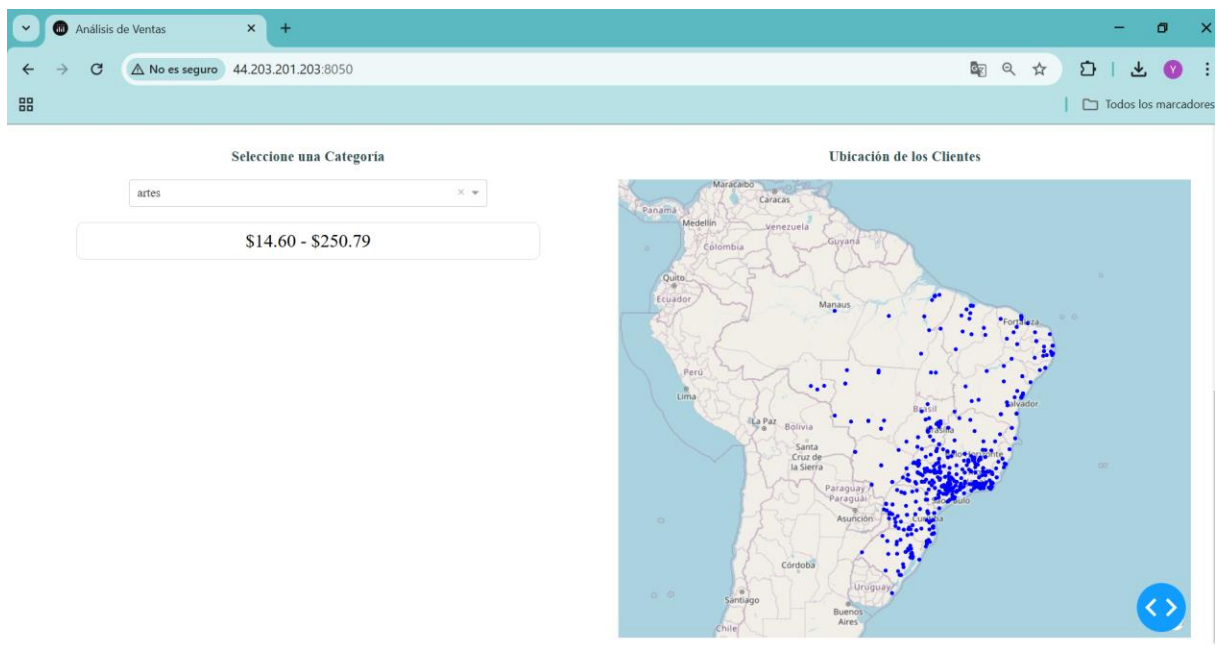 Análisis de Ventas
No es seguro
44.203.201.203:8050
Y
Todos los marcadores
Seleccione una Categoría
artes
$14.60 - $250.79
Ubicación de los Clientes
Maracaibo
Caracas
Panamá
Medellín
Venezuela
Guyana
Colombia
Quito
Ecuador
Manaus
Fortaleza
Perú
Lima
Salvador
Brasil
Brasilia
La Paz
Bolivia
Santa
Cruz de
la Sierra
Paraguay/
Paraguái
Asunción
Curitiba
Córdoba
Uruguay
Santiago
Buenos
Aires
Chile